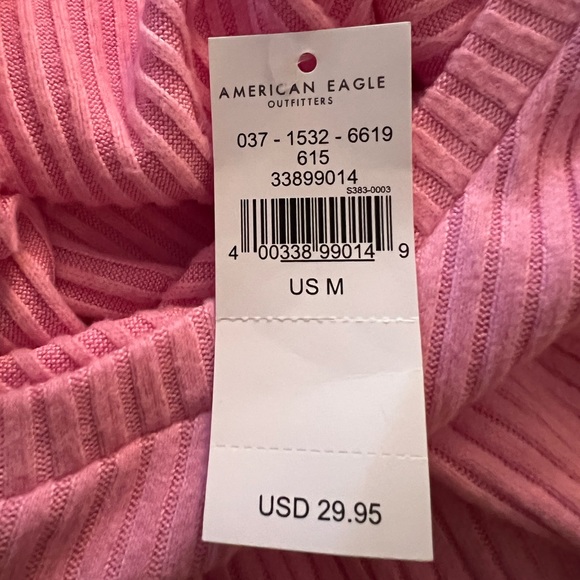 AMERICAN EAGLE
OUTFITTERS
037 - 1532 - 6619
615
33899014
S383-0003
4 00338 99014 9
US M
USD 29.95